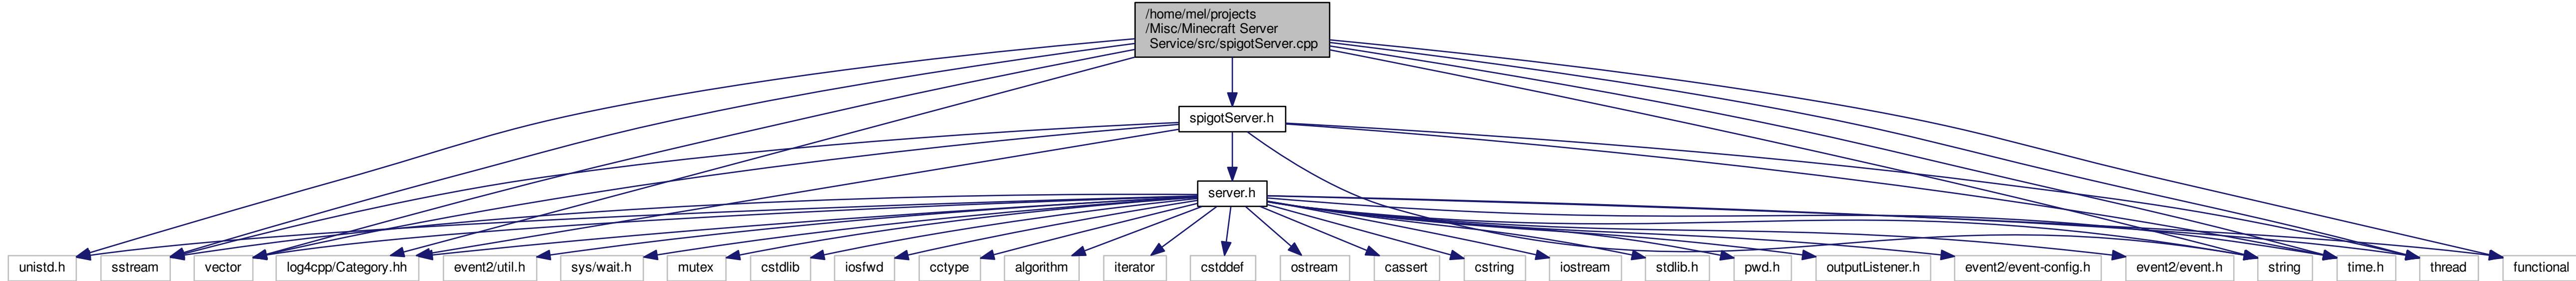 /home/mel/projects
/Misc/Minecraft Server
Service/src/spigotServer.cpp
spigotServer.h
server.h
unistd.h
sstream
vector
log4cpp/Category.hh
event2/util.h
sys/wait.h
mutex
cstdlib
iosfwd
cctype
algorithm
iterator
cstddef
ostream
cassert
cstring
iostream
stdlib.h
pwd.h
outputListener.h
event2/event-config.h
event2/event.h
string
time.h
thread
functional